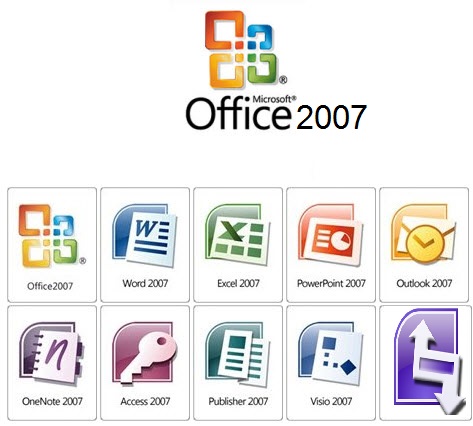 Microsoft®
Office 2007
Office2007
Word 2007
Excel 2007
PowerPoint 2007
Outlook 2007
OneNote 2007
Access 2007
Publisher 2007
Visio 2007